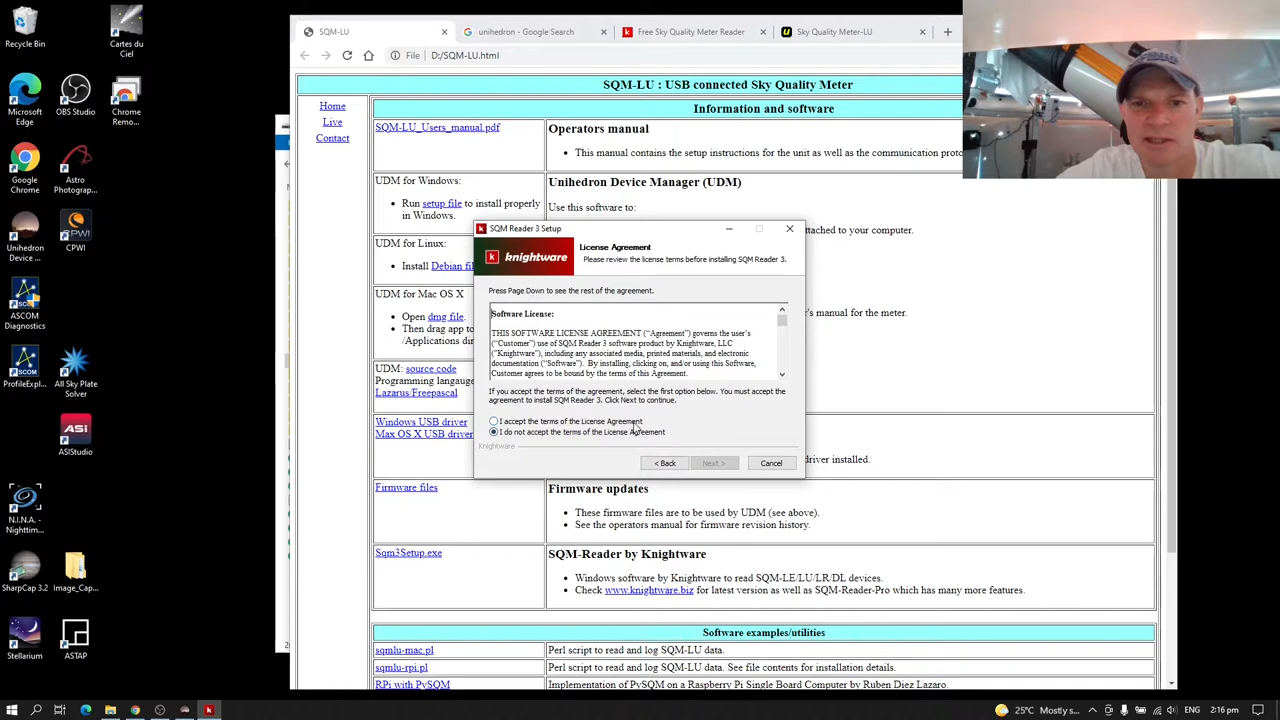 Recycle Bin
Cartes du
Ciel
Microsoft
Edge
OBS Studio
Chrome
Remo...
Google
Chrome
Astro
Photograp...
Unihedron
Device ...
CPWI
ASCOM
Diagnostics
ProfileExpl...
All Sky Plate
Solver
ASIStudio
N.I.N.A. -
Nighttim...
SharpCap 3.2
Image_Cap...
Stellarium
ASTAP
SQM-LU
unihedron - Google Search
Free Sky Quality Meter Reader
Sky Quality Meter-LU
File
D:/SQM-LU.html
SQM-LU : USB connected Sky Quality Meter
Home
Live
Contact
Information and software
SQM-LU_Users_manual.pdf
Operators manual
This manual contains the setup instructions for the unit as well as the communication proto
UDM for Windows:
Run setup file to install properly
in Windows.
Unihedron Device Manager (UDM)
Use this software to:
attached to your computer.
UDM for Linux:
Install Debian fil
UDM for Mac OS X
Open dmg file.
Then drag app to
/Applications dir
's manual for the meter.
UDM: source code
Programming langauge
Lazarus/Freepascal
Windows USB driver
Max OS X USB driver
driver installed.
SQM Reader 3 Setup
knightware
License Agreement
Please review the license terms before installing SQM Reader 3.
Press Page Down to see the rest of the agreement.
Software License:
THIS SOFTWARE LICENSE AGREEMENT ("Agreement") governs the user's
("Customer") use of SQM Reader 3 software product by Knightware, LLC
("Knightware"), including any associated media, printed materials, and electronic
documentation ("Software"). By installing, clicking on, and/or using this Software,
Customer agrees to be bound by the terms of this Agreement.
If you accept the terms of the agreement, select the first option below. You must accept the
agreement to install SQM Reader 3. Click Next to continue.
I accept the terms of the License Agreement
I do not accept the terms of the License Agreement
Knightware
< Back
Next >
Cancel
Firmware files
Firmware updates
These firmware files are to be used by UDM (see above).
See the operators manual for firmware revision history.
Sqm3Setup.exe
SQM-Reader by Knightware
Windows software by Knightware to read SQM-LE/LU/LR/DL devices.
Check www.knightware.biz for latest version as well as SQM-Reader-Pro which has many more features.
Software examples/utilities
sqmlu-mac.pl
Perl script to read and log SQM-LU data.
sqmlu-rpi.pl
Perl script to read and log SQM-LU data. See file contents for installation details.
RPi with PySQM
Implementation of PySQM on a Raspberry Pi Single Board Computer by Ruben Diez Lazaro.
25°C Mostly s...
ENG
2:16 pm